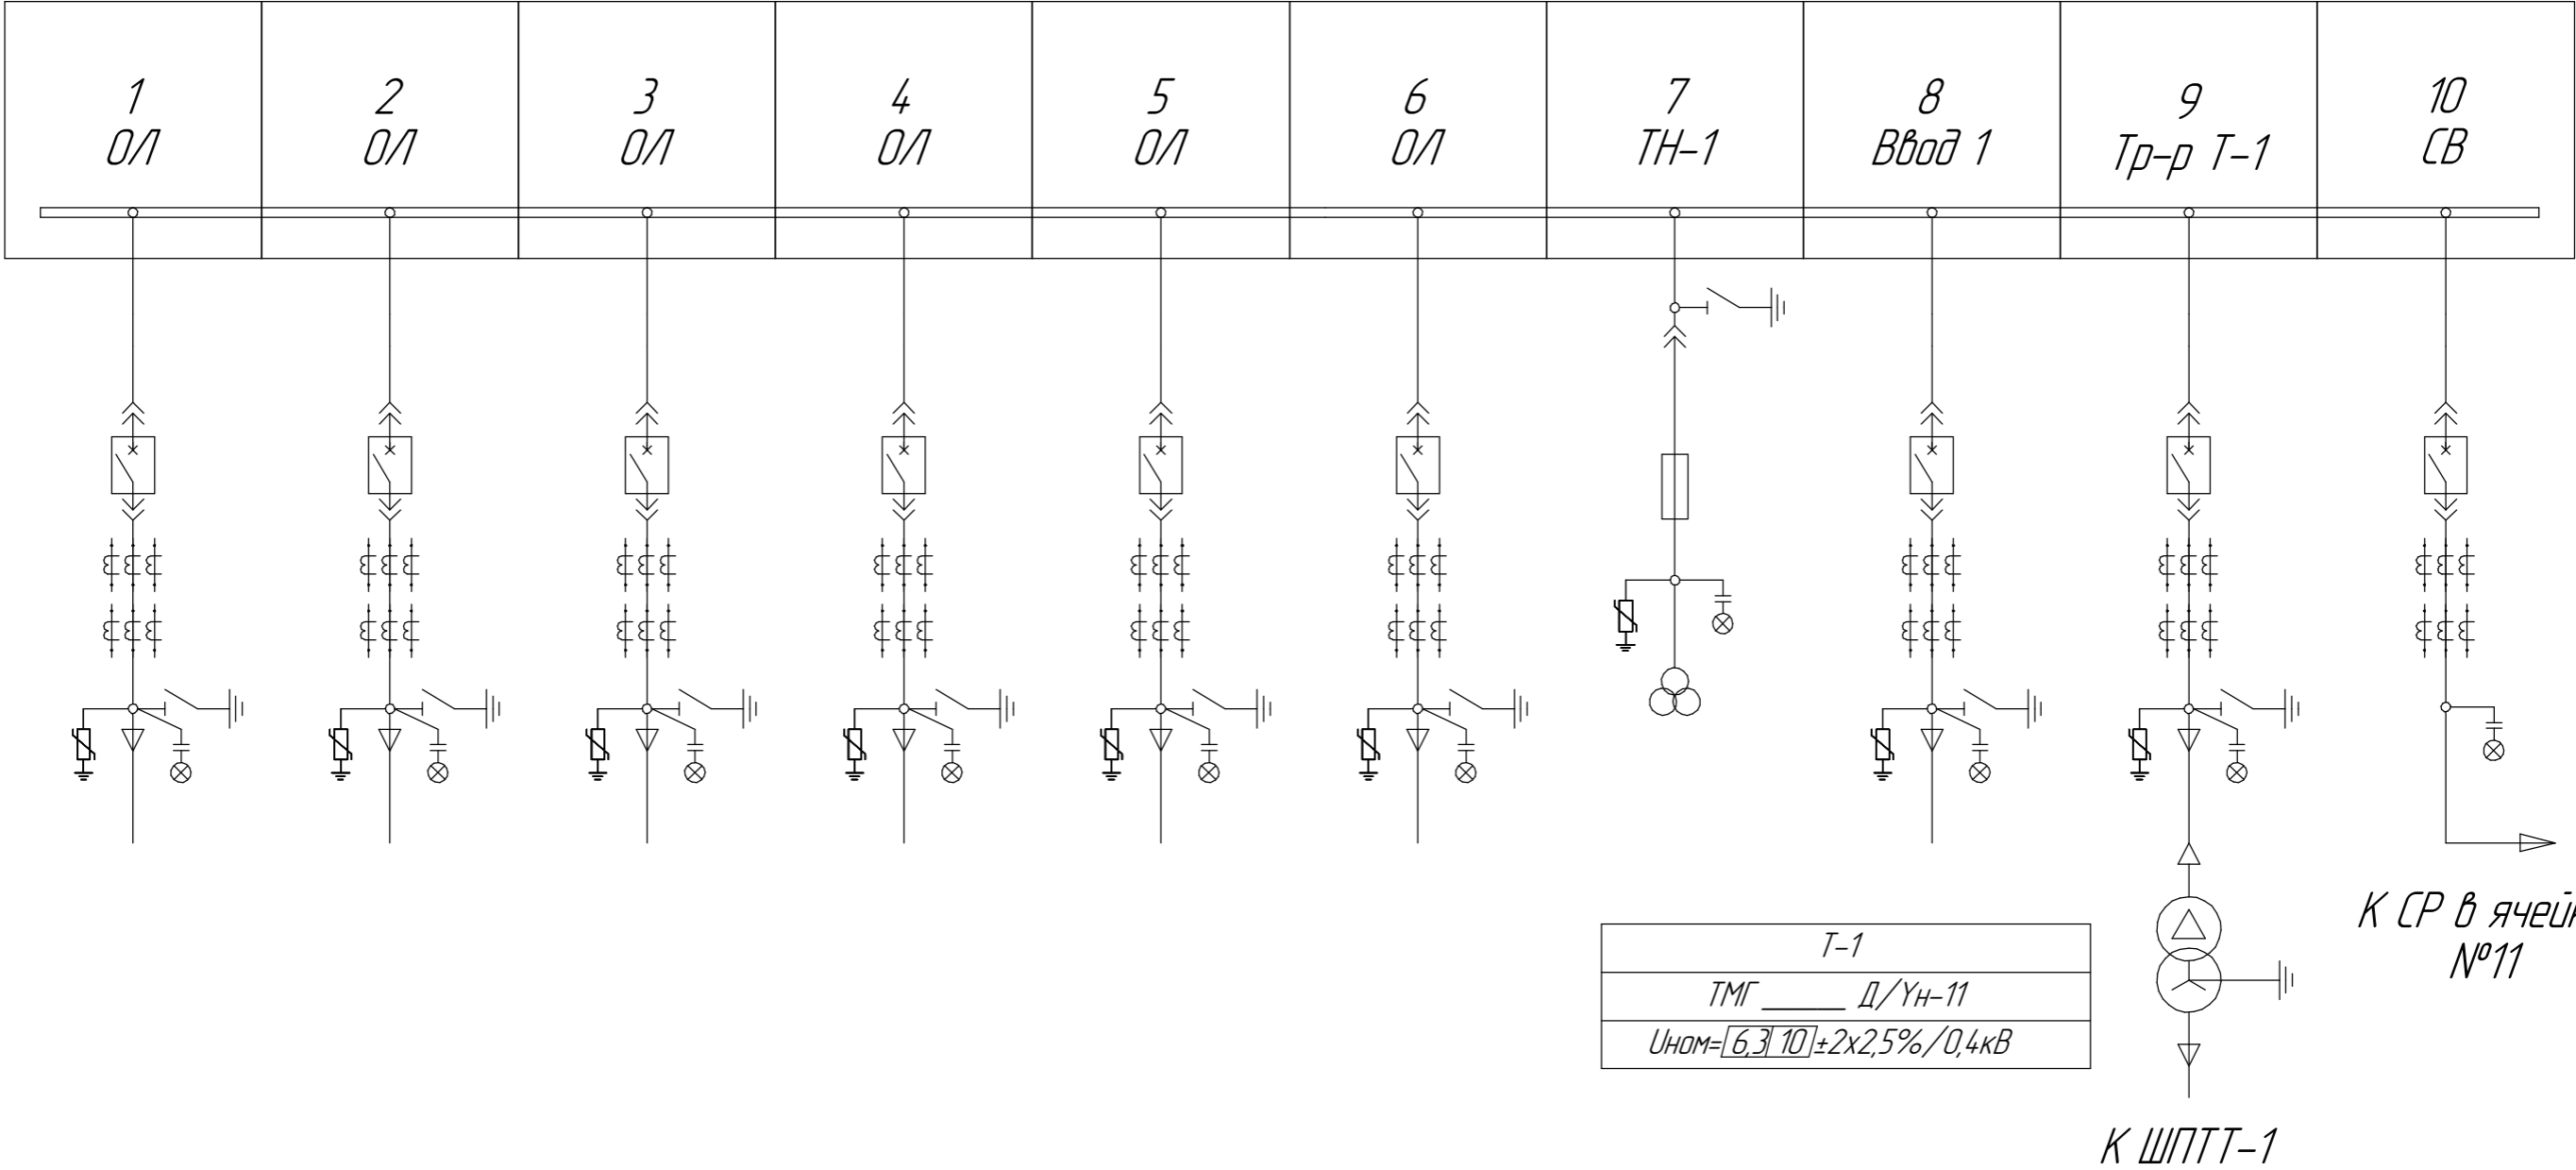 1
ОЛ
2
ОЛ
3
ОЛ
4
ОЛ
5
ОЛ
6
ОЛ
7
ТН-1
8
Ввод 1
9
Тр-р Т-1
10
СВ
Т-1
ТМГ ______ Д/Yн-11
Uном=6,3 10±2x2,5%/0,4кВ
К СР в
№11
К ШПТТ-1